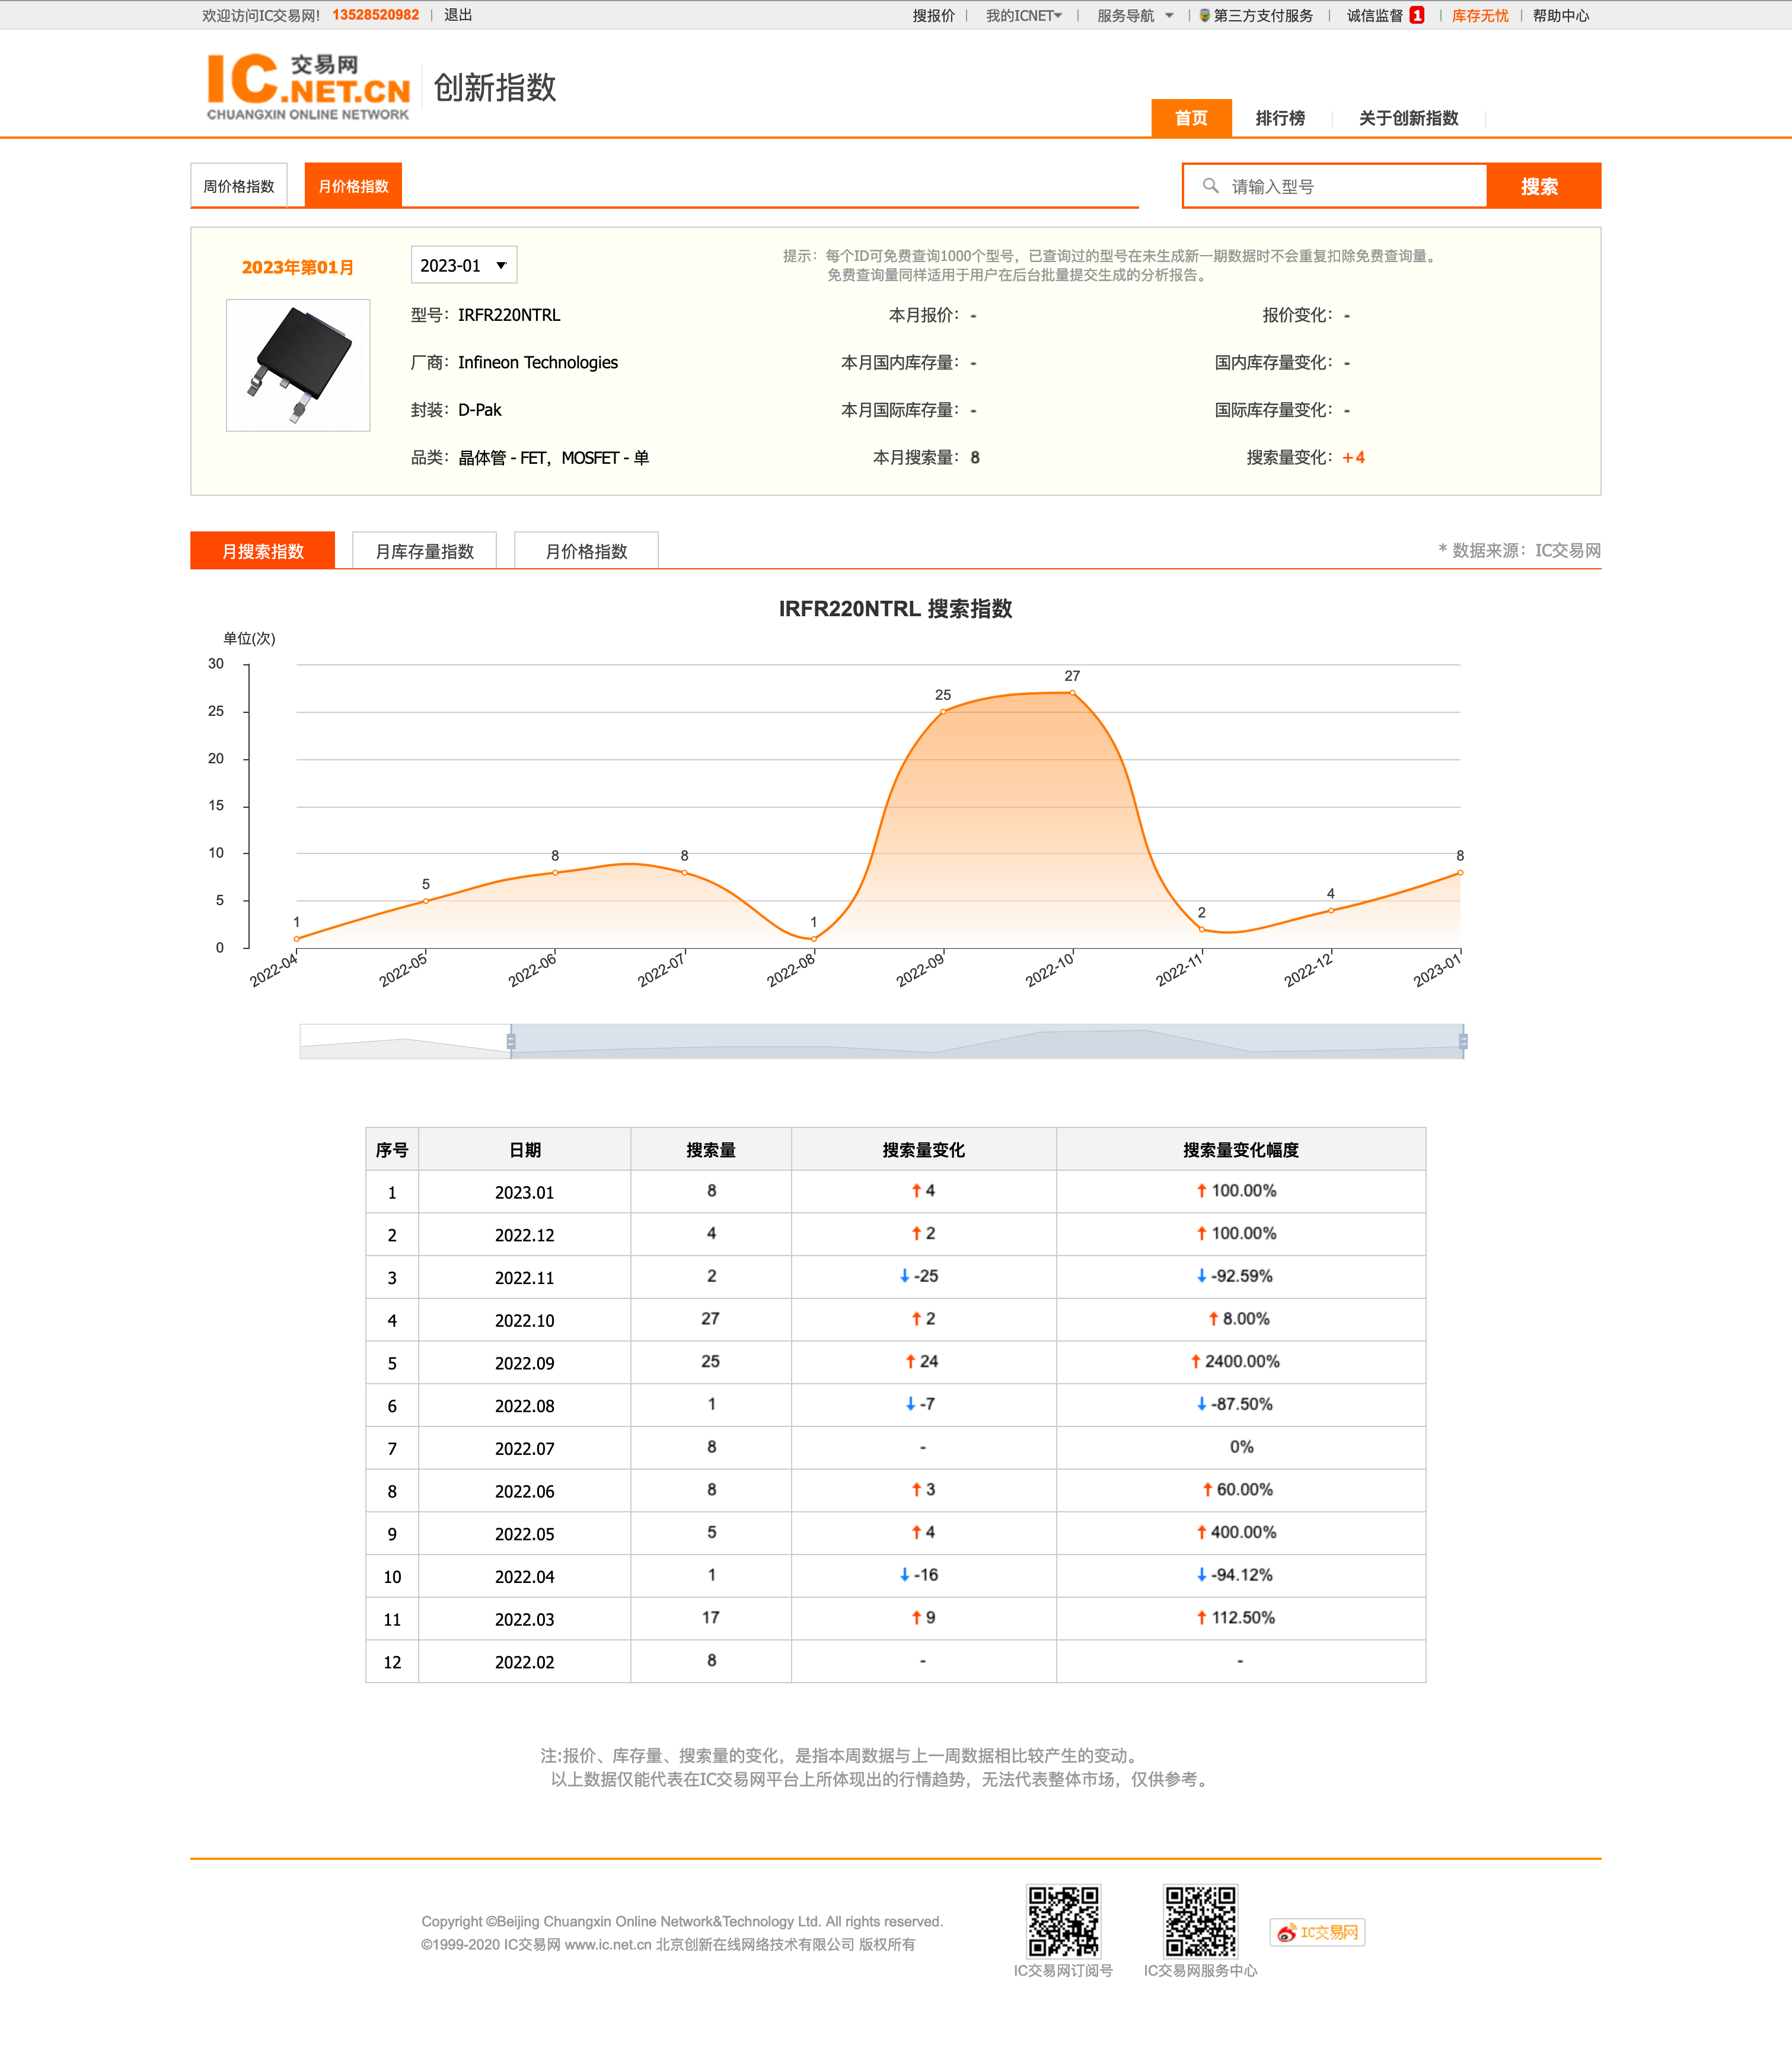 欢迎访问IC交易网! 13528520982 | 退出 搜报价 | 我的ICNET | 服务导航 | 第三方支付服务 | 诚信监督 1 | 库存无忧 | 帮助中心
IC交易网.NET.CN
CHUANGXIN ONLINE NETWORK
创新指数
首页 排行榜 关于创新指数
周价格指数 月价格指数 请输入型号 搜索
2023年第01月 2023-01
提示：每个ID可免费查询1000个型号，已查询过的型号在未生成新一期数据时不会重复扣除免费查询量。
免费查询量同样适用于用户在后台批量提交生成的分析报告。
型号：IRFR220NTRL 本月报价：- 报价变化：-
厂商：Infineon Technologies 本月国内库存量：- 国内库存量变化：-
封装：D-Pak 本月国际库存量：- 国际库存量变化：-
品类：晶体管 - FET，MOSFET - 单 本月搜索量：8 搜索量变化：+4
月搜索指数 月库存量指数 月价格指数 * 数据来源：IC交易网
IRFR220NTRL 搜索指数
单位(次)
30
25
20
15
10
5
0
1 5 8 8 1 25 27 2 4 8
2022-04 2022-05 2022-06 2022-07 2022-08 2022-09 2022-10 2022-11 2022-12 2023-01
序号 日期 搜索量 搜索量变化 搜索量变化幅度
1 2023.01 8 ↑ 4 ↑ 100.00%
2 2022.12 4 ↑ 2 ↑ 100.00%
3 2022.11 2 ↓ -25 ↓ -92.59%
4 2022.10 27 ↑ 2 ↑ 8.00%
5 2022.09 25 ↑ 24 ↑ 2400.00%
6 2022.08 1 ↓ -7 ↓ -87.50%
7 2022.07 8 - 0%
8 2022.06 8 ↑ 3 ↑ 60.00%
9 2022.05 5 ↑ 4 ↑ 400.00%
10 2022.04 1 ↓ -16 ↓ -94.12%
11 2022.03 17 ↑ 9 ↑ 112.50%
12 2022.02 8 - -
注:报价、库存量、搜索量的变化，是指本周数据与上一周数据相比较产生的变动。
以上数据仅能代表在IC交易网平台上所体现出的行情趋势，无法代表整体市场，仅供参考。
Copyright ©Beijing Chuangxin Online Network&Technology Ltd. All rights reserved.
©1999-2020 IC交易网 www.ic.net.cn 北京创新在线网络技术有限公司 版权所有
IC交易网订阅号 IC交易网服务中心 IC交易网